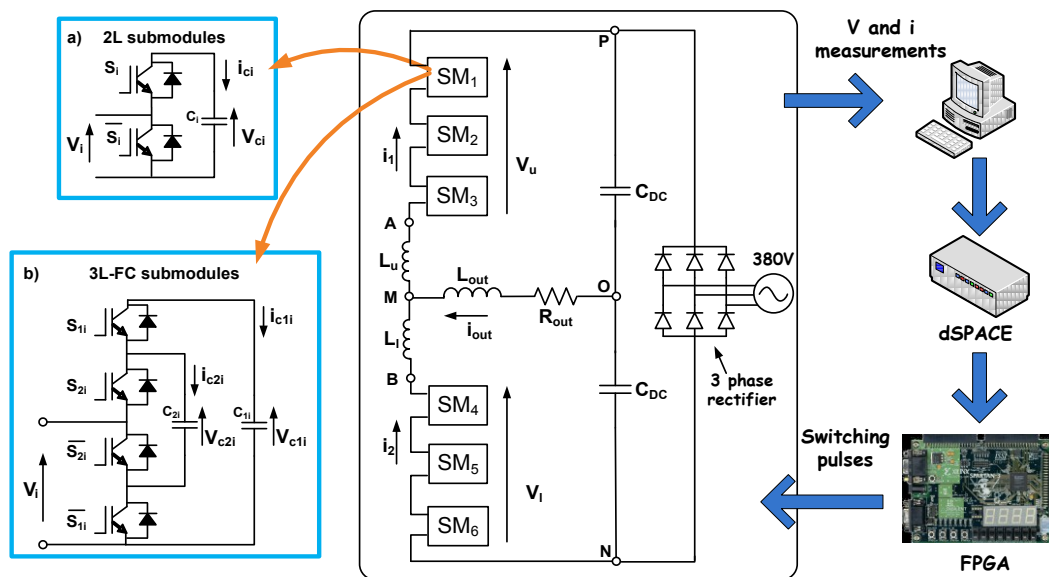 a) 2L submodules
S_i
S̅_i
V_i
C_i
i_ci
V_ci
b) 3L-FC submodules
S_1i
S_2i
S̅_2i
S̅_1i
V_i
C_2i
i_c2i
V_c2i
C_1i
i_c1i
V_c1i
P
SM_1
SM_2
SM_3
i_1
V_u
A
L_u
M
L_out
R_out
i_out
O
L_l
B
SM_4
SM_5
SM_6
i_2
V_l
N
C_DC
C_DC
380V
3 phase
rectifier
V and i
measurements
dSPACE
Switching
pulses
FPGA